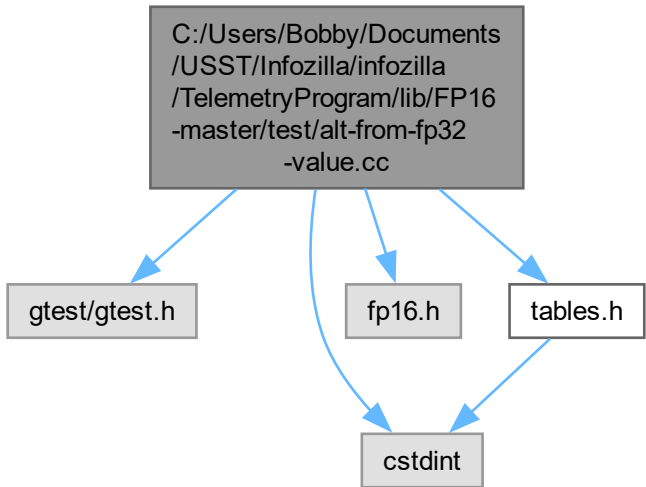 C:/Users/Bobby/Documents
/USST/Infozilla/infozilla
/TelemetryProgram/lib/FP16
-master/test/alt-from-fp32
-value.cc
gtest/gtest.h
fp16.h
tables.h
cstdint